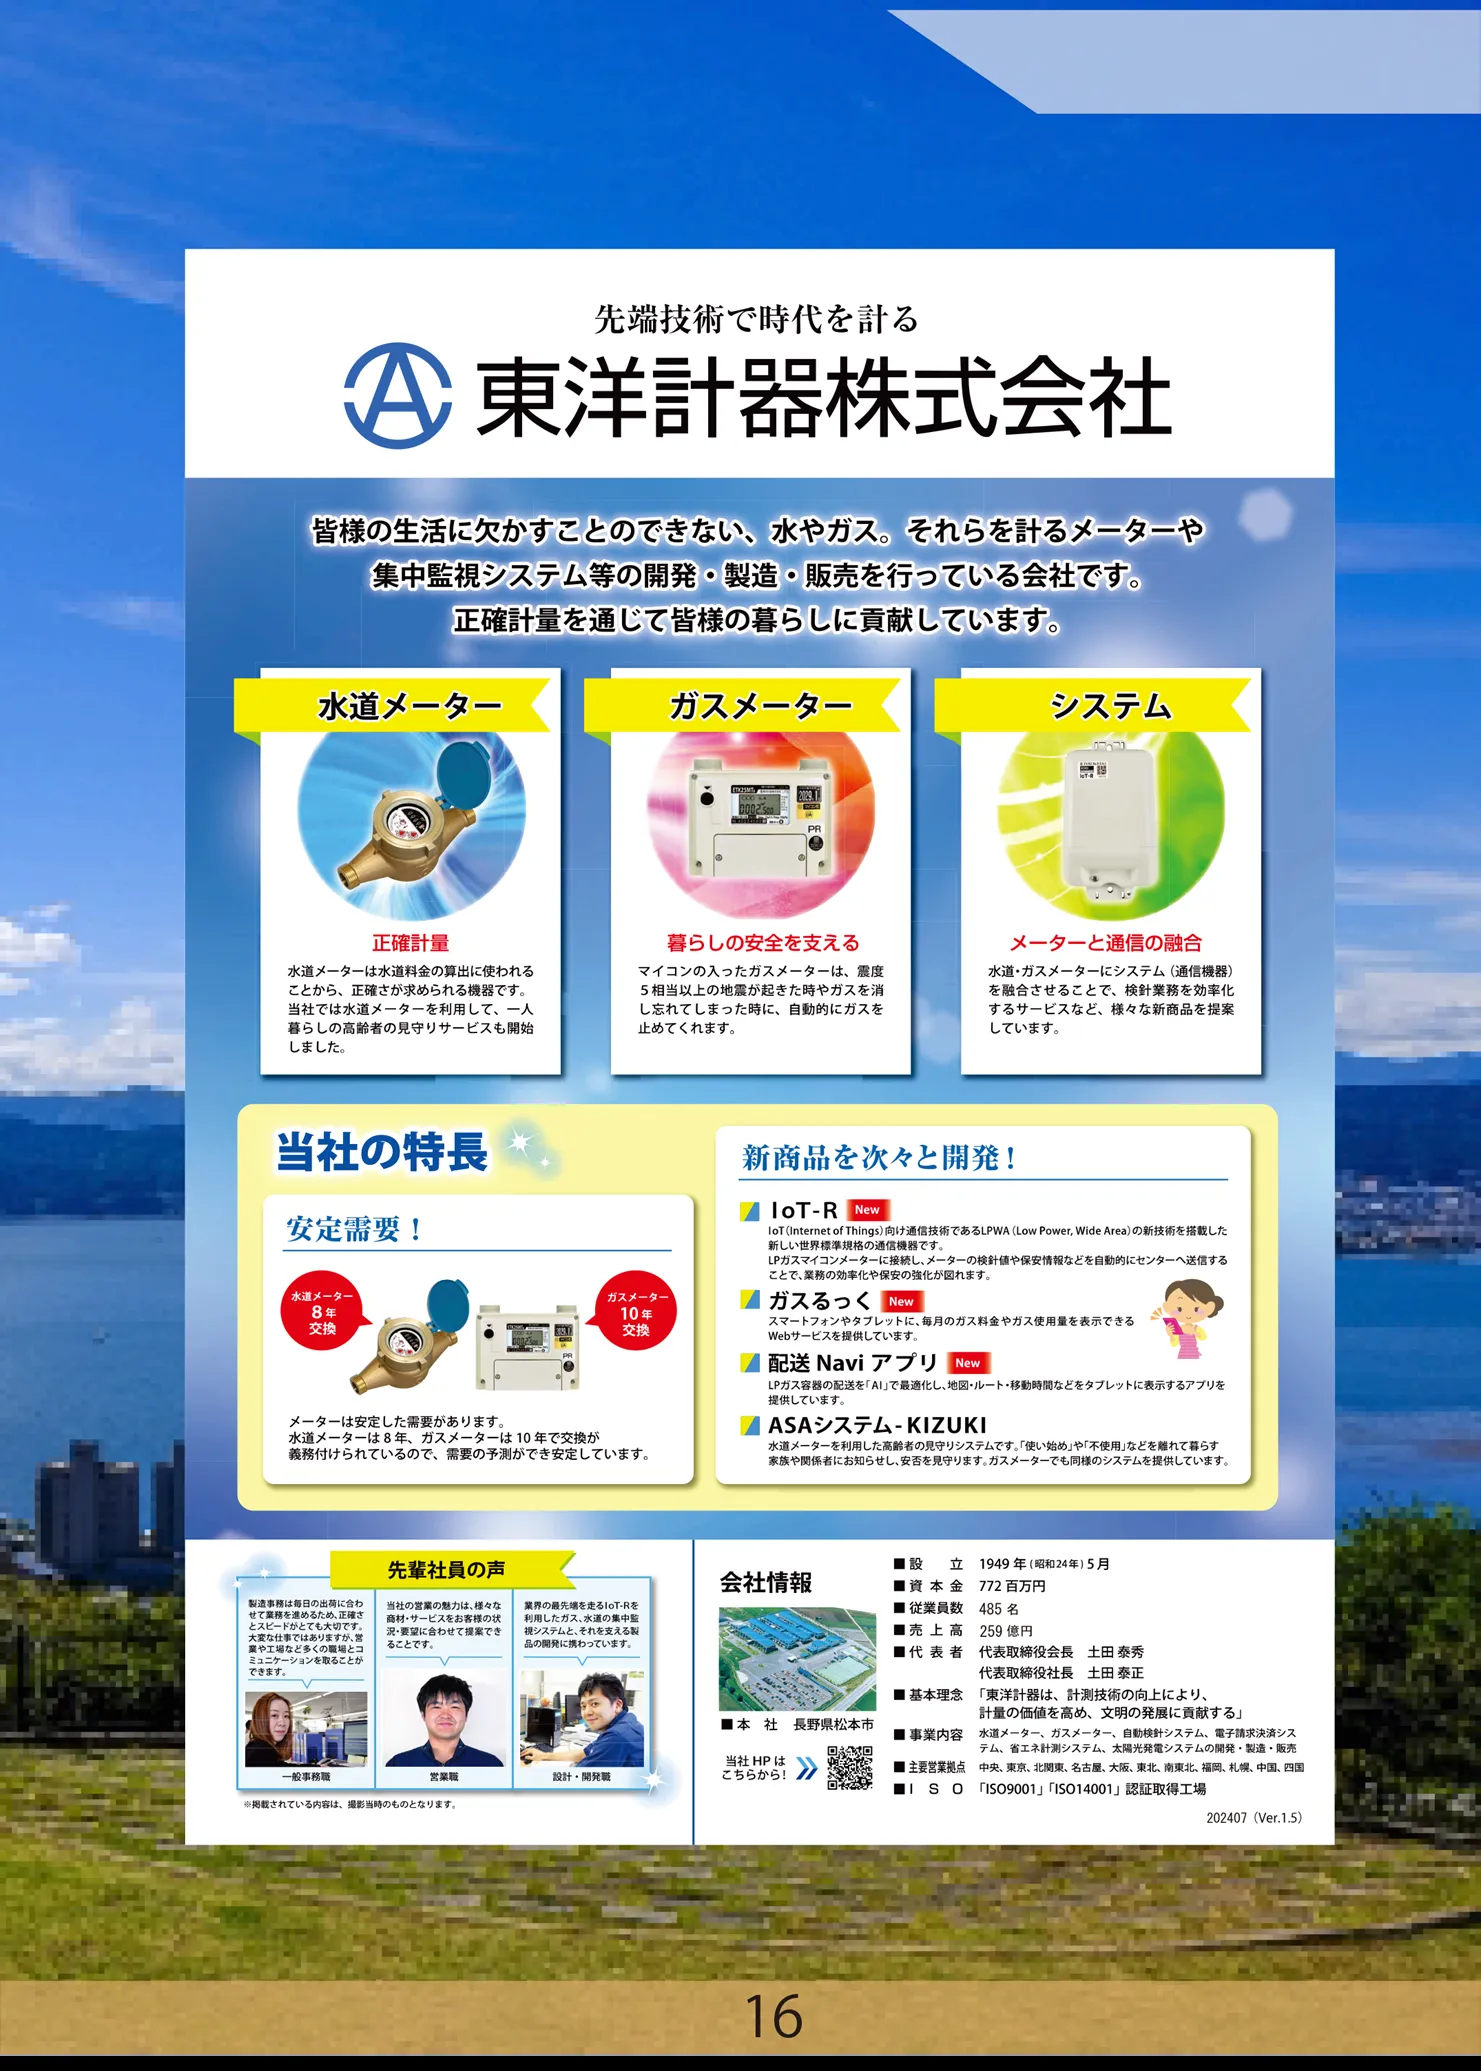 先端技術で時代を計る
東洋計器株式会社
皆様の生活に欠かすことのできない、水やガス。それらを計るメーターや
集中監視システム等の開発・製造・販売を行っている会社です。
正確計量を通じて皆様の暮らしに貢献しています。
水道メーター
正確計量
水道メーターは水道料金の算出に使われる
ことから、正確さが求められる機器です。
当社では水道メーターを利用して、一人
暮らしの高齢者の見守りサービスも開始
しました。
ガスメーター
PR
暮らしの安全を支える
マイコンの入ったガスメーターは、震度
5相当以上の地震が起きた時やガスを消
し忘れてしまった時に、自動的にガスを
止めてくれます。
システム
IoT-R
メーターと通信の融合
水道・ガスメーターにシステム（通信機器）
を融合させることで、検針業務を効率化
するサービスなど、様々な新商品を提案
しています。
当社の特長
安定需要！
水道メーター
8年
交換
ガスメーター
10年
交換
PR
メーターは安定した需要があります。
水道メーターは8年、ガスメーターは10年で交換が
義務付けられているので、需要の予測ができ安定しています。
新商品を次々と開発！
IoT-R New
IoT（Internet of Things）向け通信技術であるLPWA（Low Power, Wide Area）の新技術を搭載した
新しい世界標準規格の通信機器です。
LPガスマイコンメーターに接続し、メーターの検針値や保安情報などを自動的にセンターへ送信する
ことで、業務の効率化や保安の強化が図れます。
ガスるっく New
スマートフォンやタブレットに、毎月のガス料金やガス使用量を表示できる
Webサービスを提供しています。
配送 Navi アプリ New
LPガス容器の配送を「AI」で最適化し、地図・ルート・移動時間などをタブレットに表示するアプリを
提供しています。
ASAシステム-KIZUKI
水道メーターを利用した高齢者の見守りシステムです。「使い始め」や「不使用」などを離れて暮らす
家族や関係者にお知らせし、安否を見守ります。ガスメーターでも同様のシステムを提供しています。
先輩社員の声
製造事務は毎日の出荷に合わ
せて業務を進めるため、正確さ
とスピードがとても大切です。
大変な仕事ではありますが、営
業や工場など多くの職場とコ
ミュニケーションを取ることが
できます。
一般事務職
当社の営業の魅力は、様々な
商材・サービスをお客様の状
況・要望に合わせて提案でき
ることです。
営業職
業界の最先端を走るIoT-Rを
利用したガス、水道の集中監
視システムと、それを支える製
品の開発に携わっています。
設計・開発職
※掲載されている内容は、撮影当時のものとなります。
会社情報
■本 社 長野県松本市
当社 HP は
こちらから！
■設 立 1949年（昭和24年）5月
■資本金 772百万円
■従業員数 485名
■売上高 259億円
■代表者 代表取締役会長 土田 泰秀
代表取締役社長 土田 泰正
■基本理念 「東洋計器は、計測技術の向上により、
計量の価値を高め、文明の発展に貢献する」
■事業内容 水道メーター、ガスメーター、自動検針システム、電子請求決済シス
テム、省エネ計測システム、太陽光発電システムの開発・製造・販売
■主要営業拠点 中央、東京、北関東、名古屋、大阪、東北、南東北、福岡、札幌、中国、四国
■ISO 「ISO9001」「ISO14001」認証取得工場
202407（Ver.1.5）
16